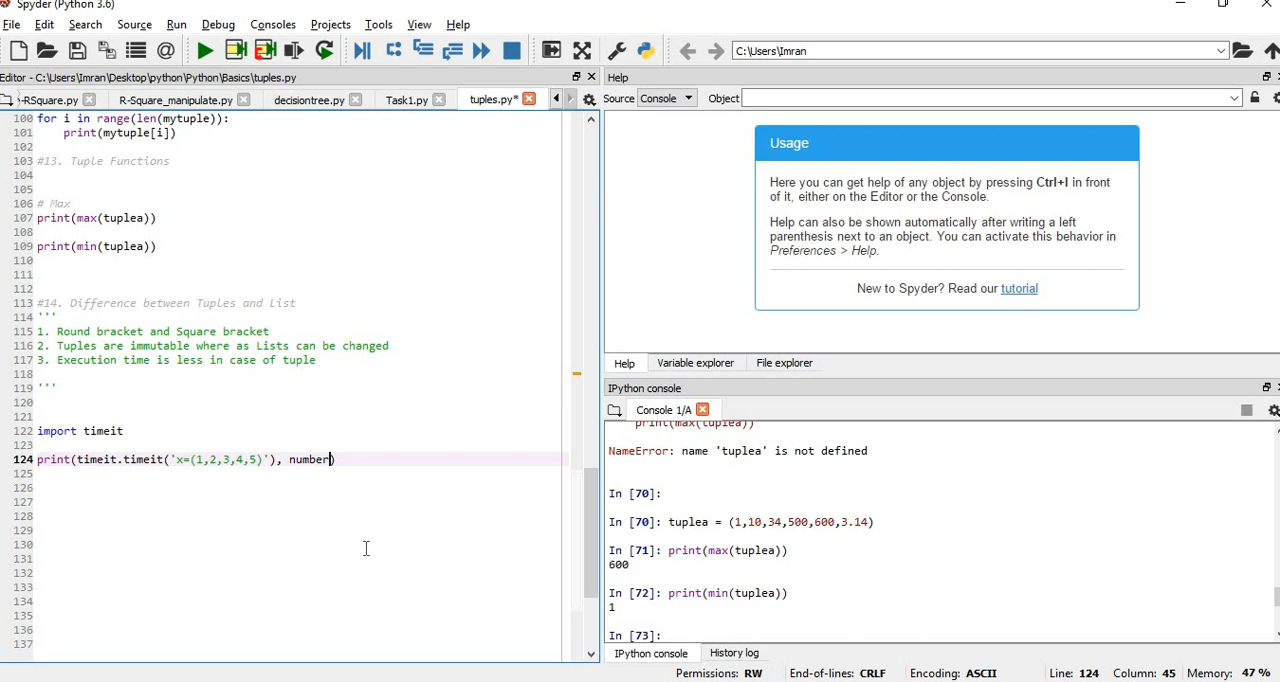 Spyder (Python 3.6)
File Edit Search Source Run Debug Consoles Projects Tools View Help
C:\Users\Imran
Editor - C:\Users\Imran\Desktop\python\Python\Basics\tuples.py
Help
-RSquare.py R-Square_manipulate.py decisiontree.py Task1.py tuples.py*
Source Console Object
100 for i in range(len(mytuple)):
101 print(mytuple[i])
102
103 #13. Tuple Functions
104
105
106 # Max
107 print(max(tuplea))
108
109 print(min(tuplea))
110
111
112
113 #14. Difference between Tuples and List
114 '''
115 1. Round bracket and Square bracket
116 2. Tuples are immutable where as Lists can be changed
117 3. Execution time is less in case of tuple
118
119 '''
120
121
122 import timeit
123
124 print(timeit.timeit('x=(1,2,3,4,5)'), number)
125
126
127
128
129
130
131
132
133
134
135
136
137
Usage
Here you can get help of any object by pressing Ctrl+I in front
of it, either on the Editor or the Console.
Help can also be shown automatically after writing a left
parenthesis next to an object. You can activate this behavior in
Preferences > Help.
New to Spyder? Read our tutorial
Help Variable explorer File explorer
IPython console
Console 1/A
print(max(tuplea))
NameError: name 'tuplea' is not defined
In [70]:
In [70]: tuplea = (1,10,34,500,600,3.14)
In [71]: print(max(tuplea))
600
In [72]: print(min(tuplea))
1
In [73]:
IPython console History log
Permissions: RW End-of-lines: CRLF Encoding: ASCII Line: 124 Column: 45 Memory: 47 %